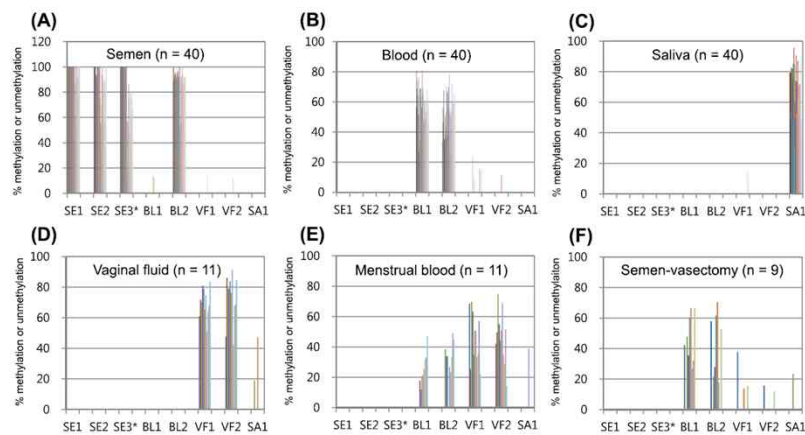 (A)
Semen (n = 40)
% methylation or unmethylation
120
100
80
60
40
20
0
SE1 SE2 SE3* BL1 BL2 VF1 VF2 SA1
(B)
Blood (n = 40)
% methylation or unmethylation
100
80
60
40
20
0
SE1 SE2 SE3* BL1 BL2 VF1 VF2 SA1
(C)
Saliva (n = 40)
% methylation or unmethylation
100
80
60
40
20
0
SE1 SE2 SE3* BL1 BL2 VF1 VF2 SA1
(D)
Vaginal fluid (n = 11)
% methylation or unmethylation
100
80
60
40
20
0
SE1 SE2 SE3* BL1 BL2 VF1 VF2 SA1
(E)
Menstrual blood (n = 11)
% methylation or unmethylation
100
80
60
40
20
0
SE1 SE2 SE3* BL1 BL2 VF1 VF2 SA1
(F)
Semen-vasectomy (n = 9)
% methylation or unmethylaiton
100
80
60
40
20
0
SE1 SE2 SE3* BL1 BL2 VF1 VF2 SA1